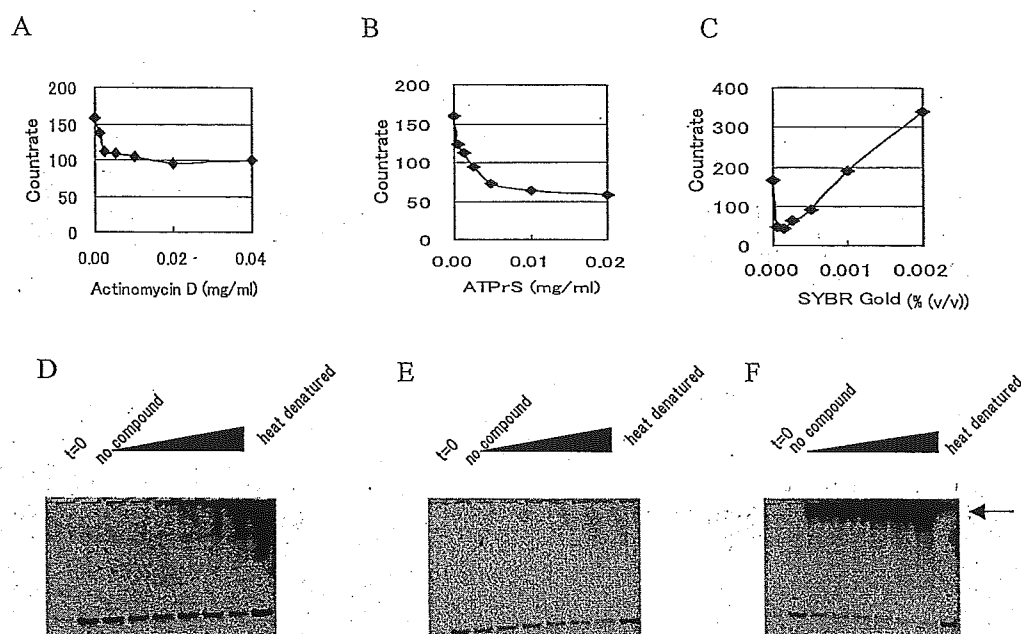 A
B
C
200
150
100
50
0
Countrate
0.00 0.02 0.04
Actinomycin D (mg/ml)
200
150
100
50
0
Countrate
0.00 0.01 0.02
ATPrS (mg/ml)
400
300
200
100
0
Countrate
0.000 0.001 0.002
SYBR Gold (% (v/v))
D
t=0
no compound
heat denatured
E
t=0
no compound
heat denatured
F
t=0
no compound
heat denatured